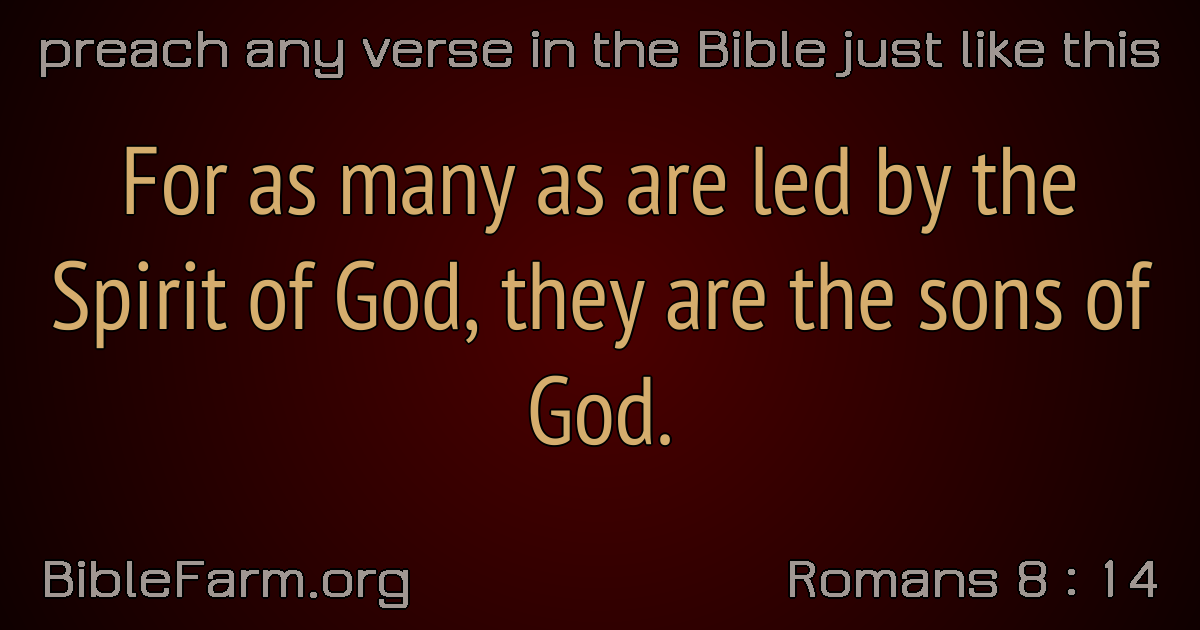 preach any verse in the Bible just like this
For as many as are led by the
Spirit of God, they are the sons of
God.
BibleFarm.org
Romans 8 : 14